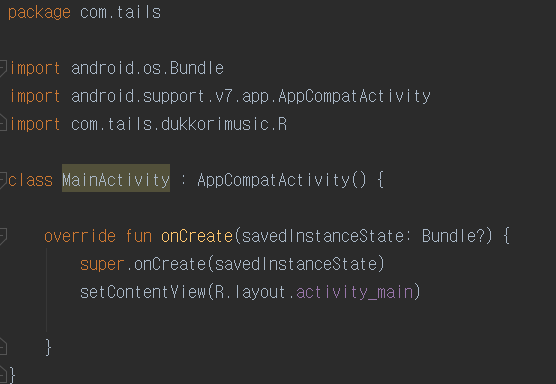 package com.tails
import android.os.Bundle
import android.support.v7.app.AppCompatActivity
import com.tails.dukkorimusic.R
class MainActivity : AppCompatActivity() {
override fun onCreate(savedInstanceState: Bundle?) {
super.onCreate(savedInstanceState)
setContentView(R.layout.activity_main)
}
}